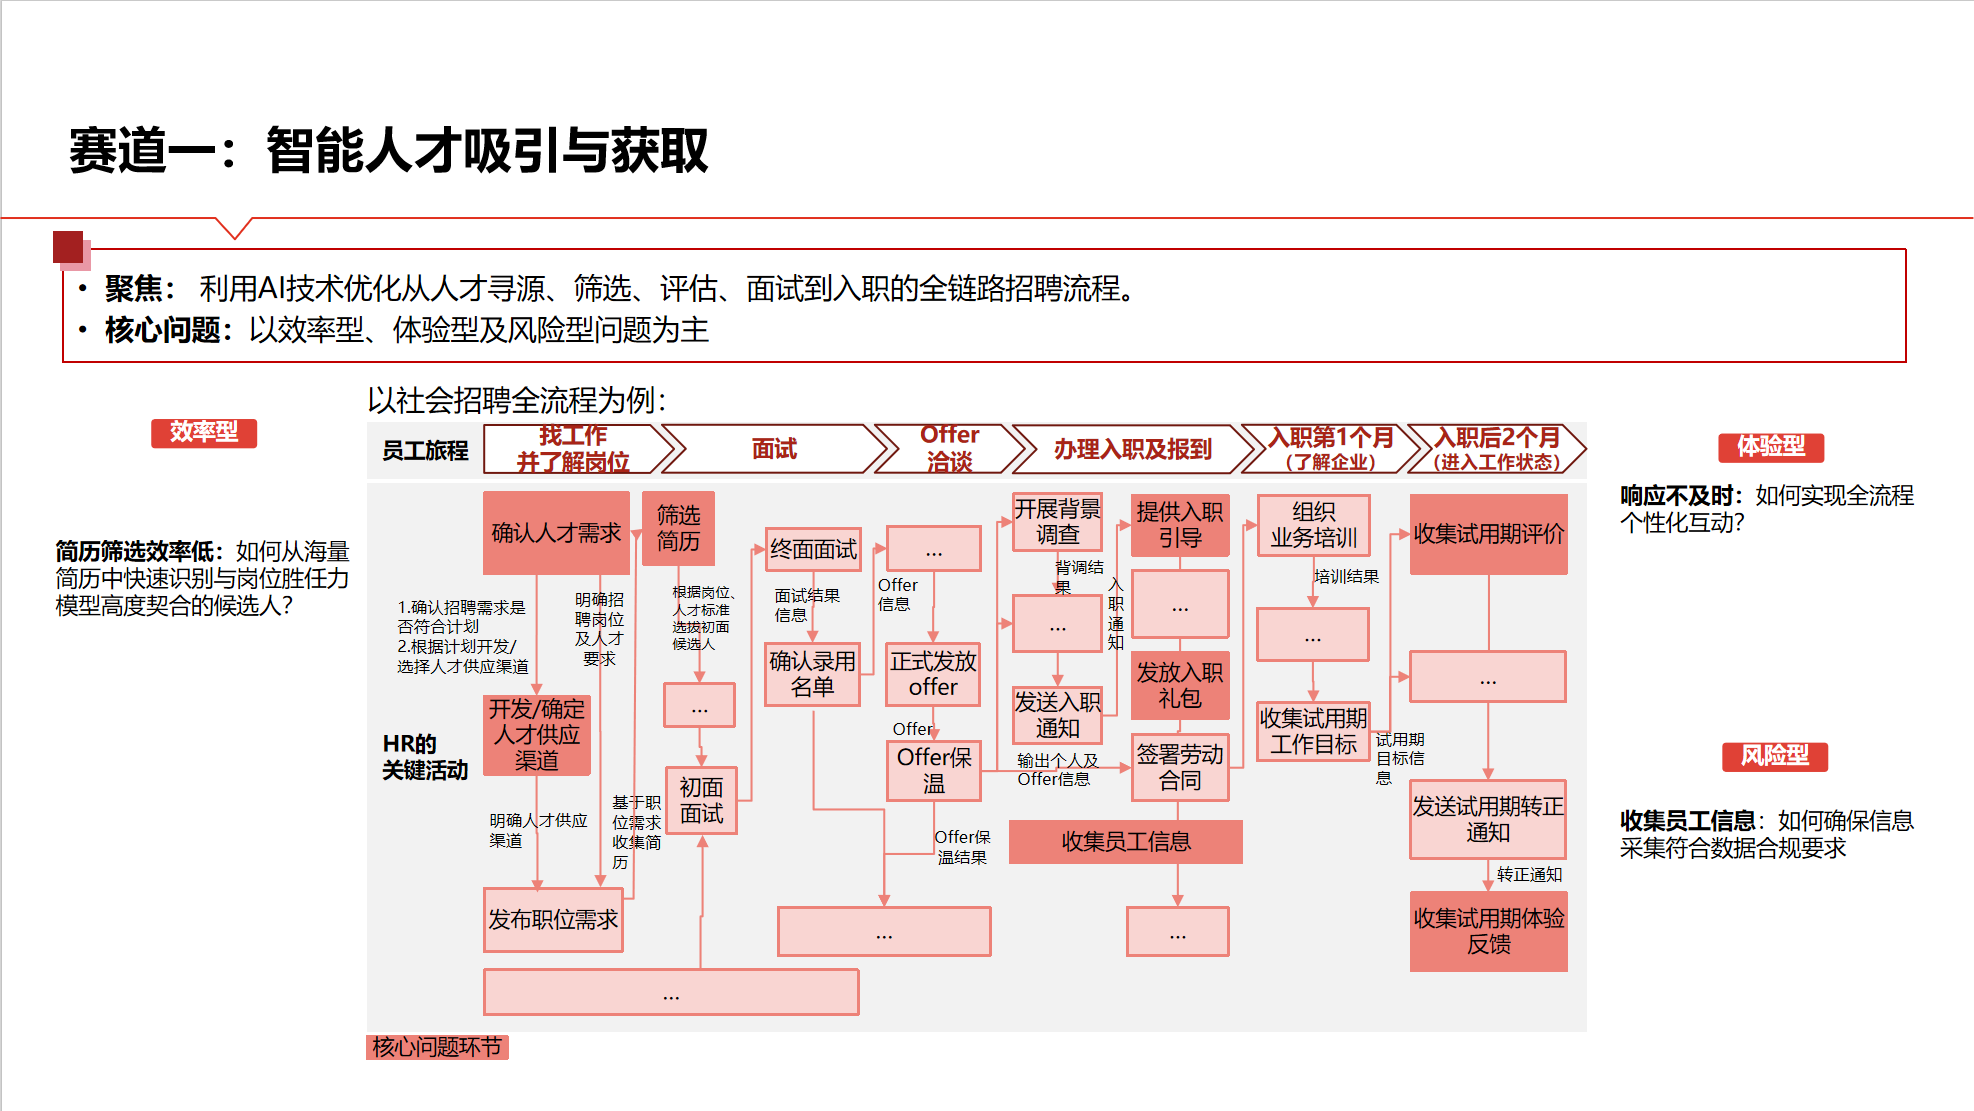 赛道一：智能人才吸引与获取
• 聚焦： 利用AI技术优化从人才寻源、筛选、评估、面试到入职的全链路招聘流程。
• 核心问题：以效率型、体验型及风险型问题为主
以社会招聘全流程为例：
效率型
简历筛选效率低：如何从海量
简历中快速识别与岗位胜任力
模型高度契合的候选人？
员工旅程
找工作
并了解岗位
面试
Offer
洽谈
办理入职及报到
入职第1个月
（了解企业）
入职后2个月
（进入工作状态）
HR的
关键活动
确认人才需求
1.确认招聘需求是
否符合计划
2.根据计划开发/
选择人才供应渠道
明确招
聘岗位
及人才
要求
开发/确定
人才供应
渠道
明确人才供应
渠道
发布职位需求
基于职
位需求
收集简
历
筛选
简历
根据岗位、
人才标准
选拔初面
候选人
...
初面
面试
...
终面面试
面试结果
信息
确认录用
名单
...
Offer
信息
正式发放
offer
Offer
Offer保
温
Offer保
温结果
...
开展背景
调查
背调结
果
...
发送入职
通知
入
职
通
知
输出个人及
Offer信息
提供入职
引导
...
发放入职
礼包
签署劳动
合同
收集员工信息
...
组织
业务培训
培训结果
...
收集试用期
工作目标
试用期
目标信
息
收集试用期评价
...
发送试用期转正
通知
转正通知
收集试用期体验
反馈
核心问题环节
体验型
响应不及时：如何实现全流程
个性化互动？
风险型
收集员工信息：如何确保信息
采集符合数据合规要求